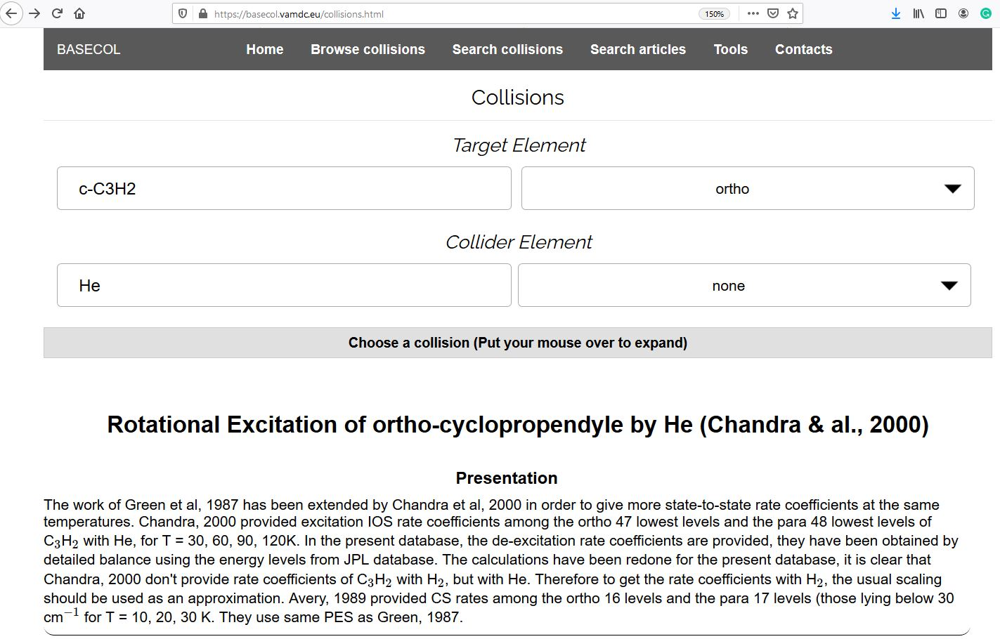 https://basecol.vamdc.eu/collisions.html 150%
BASECOL Home Browse collisions Search collisions Search articles Tools Contacts
Collisions
Target Element
c-C3H2 ortho
Collider Element
He none
Choose a collision (Put your mouse over to expand)
Rotational Excitation of ortho-cyclopropendyle by He (Chandra & al., 2000)
Presentation
The work of Green et al, 1987 has been extended by Chandra et al, 2000 in order to give more state-to-state rate coefficients at the same
temperatures. Chandra, 2000 provided excitation IOS rate coefficients among the ortho 47 lowest levels and the para 48 lowest levels of
C₃H₂ with He, for T = 30, 60, 90, 120K. In the present database, the de-excitation rate coefficients are provided, they have been obtained by
detailed balance using the energy levels from JPL database. The calculations have been redone for the present database, it is clear that
Chandra, 2000 don't provide rate coefficients of C₃H₂ with H₂, but with He. Therefore to get the rate coefficients with H₂, the usual scaling
should be used as an approximation. Avery, 1989 provided CS rates among the ortho 16 levels and the para 17 levels (those lying below 30
cm⁻¹ for T = 10, 20, 30 K. They use same PES as Green, 1987.